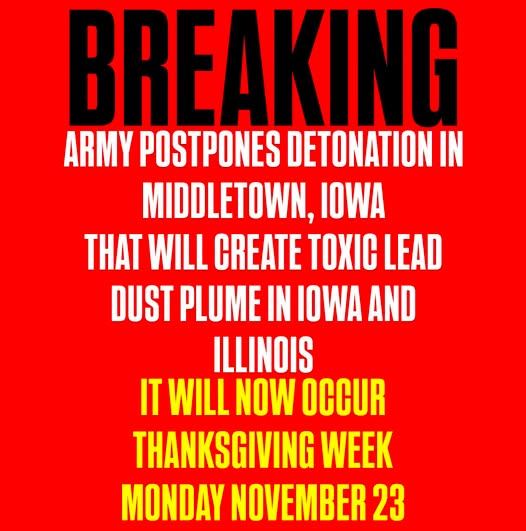 BREAKING
ARMY POSTPONES DETONATION IN
MIDDLETOWN, IOWA
THAT WILL CREATE TOXIC LEAD
DUST PLUME IN IOWA AND
ILLINOIS
IT WILL NOW OCCUR
THANKSGIVING WEEK
MONDAY NOVEMBER 23